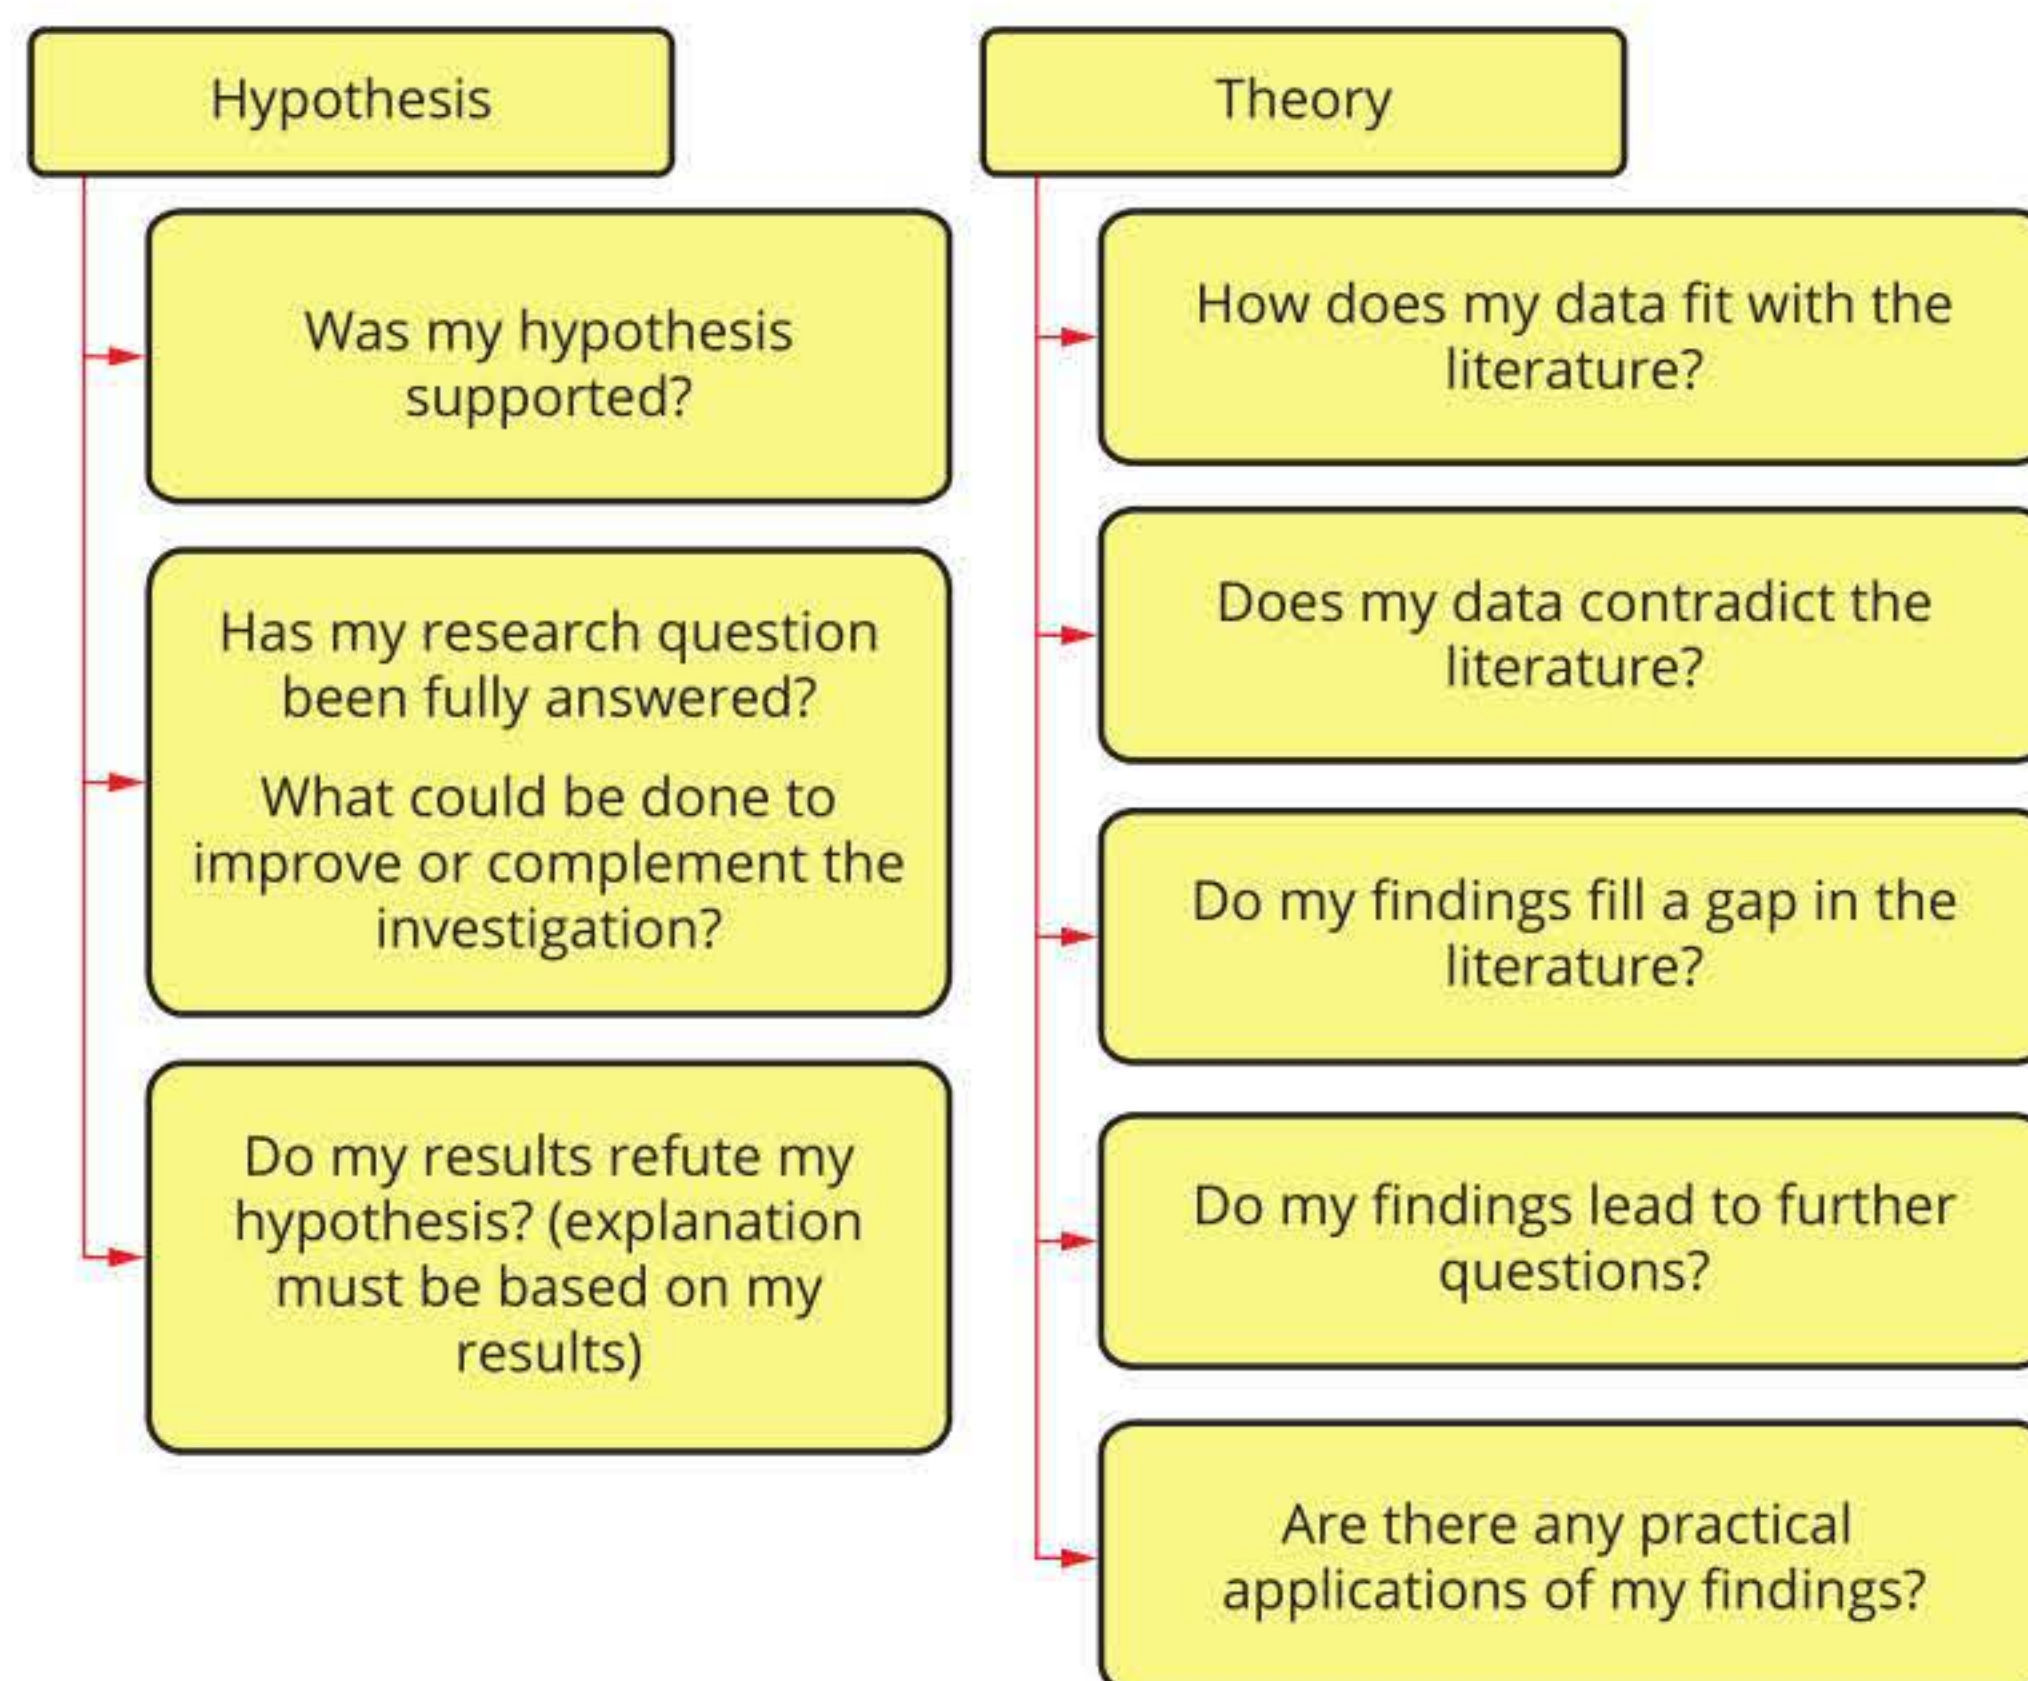 Hypothesis
Was my hypothesis
supported?
Has my research question
been fully answered?
What could be done to
improve or complement the
investigation?
Do my results refute my
hypothesis? (explanation
must be based on my
results)
Theory
How does my data fit with the
literature?
Does my data contradict the
literature?
Do my findings fill a gap in the
literature?
Do my findings lead to further
questions?
Are there any practical
applications of my findings?